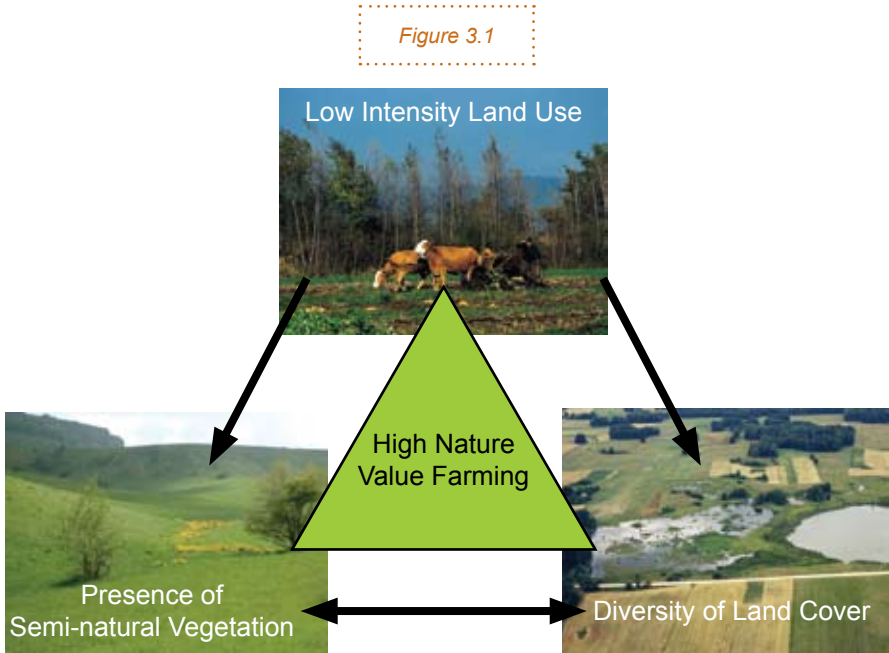 Figure 3.1
Low Intensity Land Use
High Nature
Value Farming
Presence of
Semi-natural Vegetation
Diversity of Land Cover